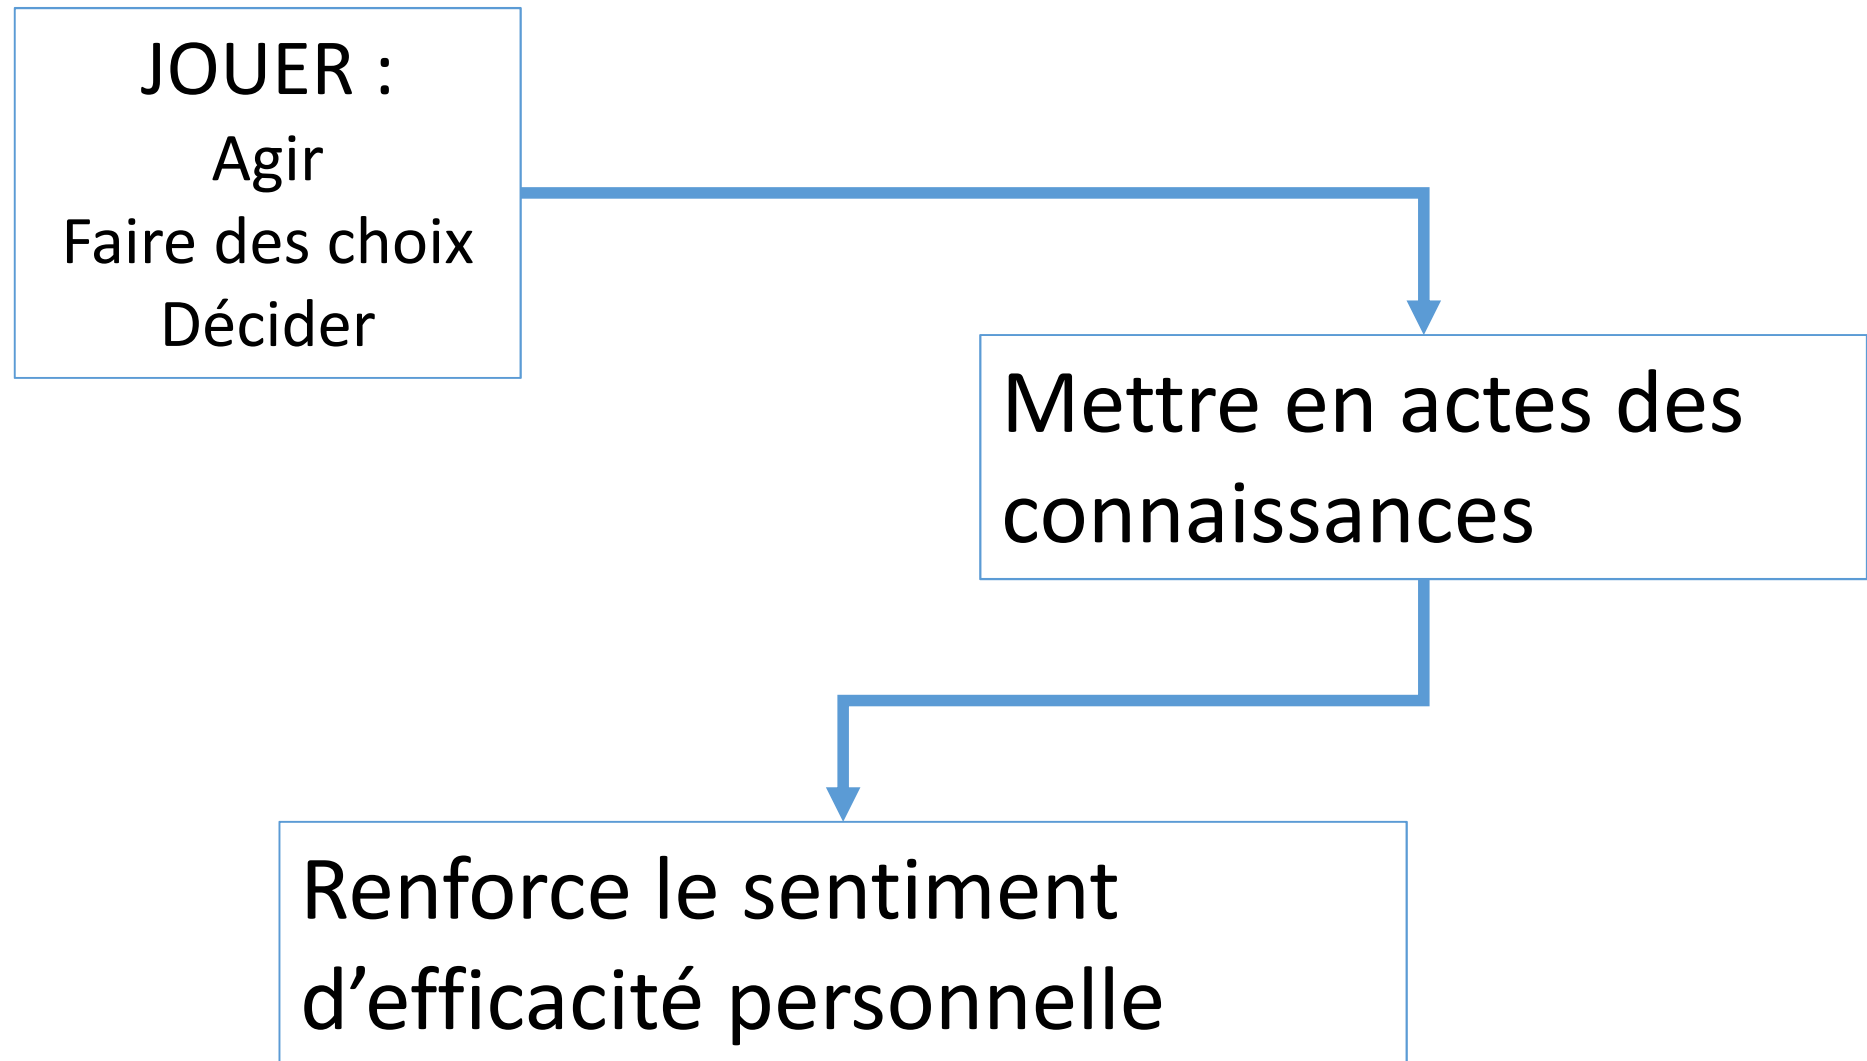 JOUER :
Agir
Faire des choix
Décider
Mettre en actes des
connaissances
Renforce le sentiment
d’efficacité personnelle